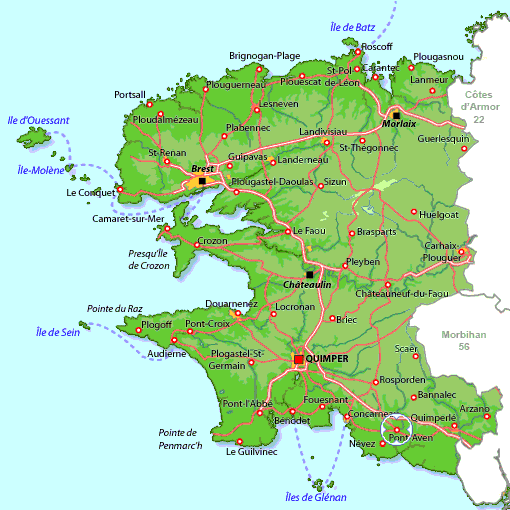 Île de Batz
Roscoff
Brignogan-Plage
Plougasnou
St-Pol-
de-Léon
Carantec
Plouescat
Lanmeur
Plouguerneau
Portsall
Côtes
d'Armor
22
Lesneven
Ploudalmézeau
Morlaix
Ile d'Ouessant
Plabennec
Landivisiau
St-Thégonnec
Guerlesquin
St-Renan
Guipavas
Landerneau
Île-Molène
Brest
Le Conquet
Plougastel-Daoulas
Sizun
Camaret-sur-Mer
Huelgoat
Le Faou
Brasparts
Crozon
Carhaix-
Plouguer
Presqu'île
de Crozon
Pleyben
Châteaulin
Châteauneuf-du-Faou
Pointe du Raz
Douarnenez
Locronan
Île de Sein
Plogoff
Pont-Croix
Briec
Morbihan
56
Audierne
Plogastel-St-
Germain
QUIMPER
Scaër
Rosporden
Bannalec
Pont-l'Abbé
Fouesnant
Concarneau
Arzano
Bénodet
Quimperlé
Pointe de
Penmarc'h
Pont-Aven
Névez
Le Guilvinec
Îles de Glénan